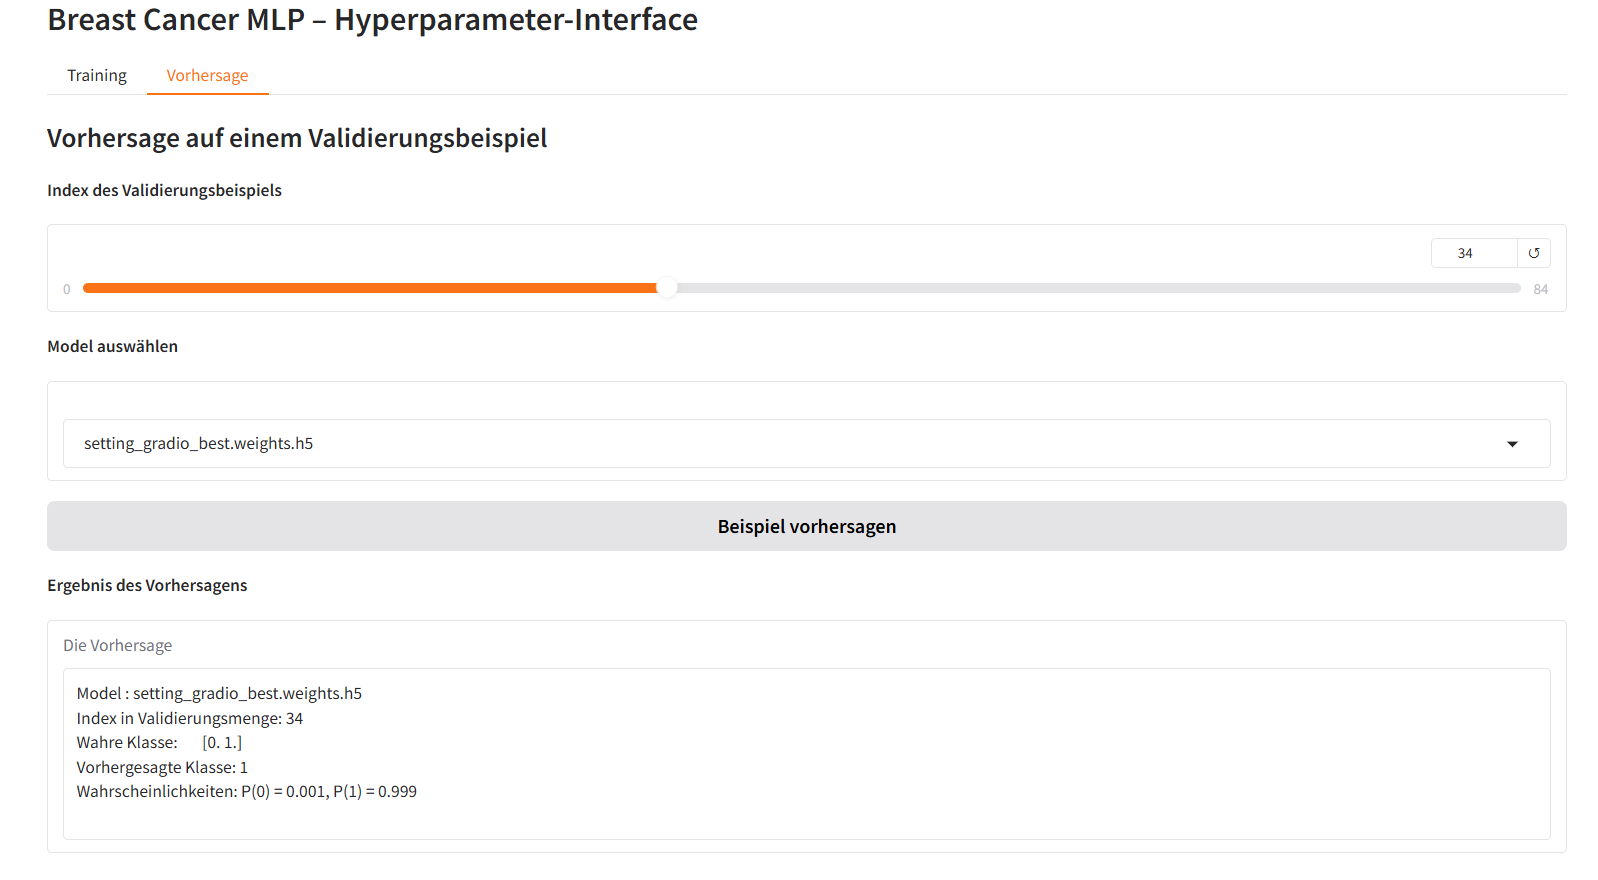 Breast Cancer MLP – Hyperparameter-Interface
Training Vorhersage
Vorhersage auf einem Validierungsbeispiel
Index des Validierungsbeispiels
34 ↺
0 84
Model auswählen
setting_gradio_best.weights.h5
Beispiel vorhersagen
Ergebnis des Vorhersagens
Die Vorhersage
Model : setting_gradio_best.weights.h5
Index in Validierungsmenge: 34
Wahre Klasse: [0. 1.]
Vorhergesagte Klasse: 1
Wahrscheinlichkeiten: P(0) = 0.001, P(1) = 0.999